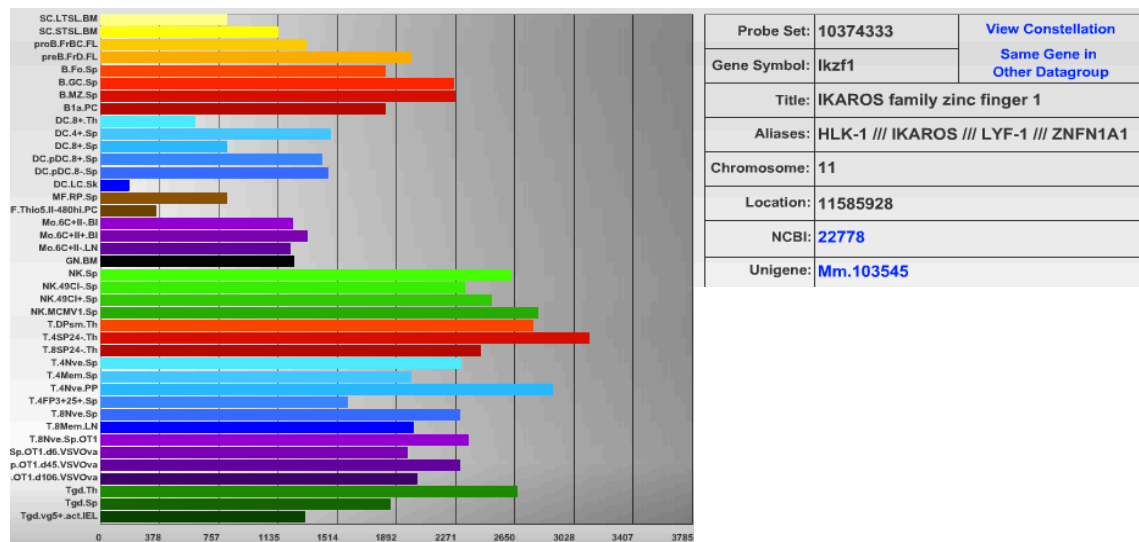 SC.LTSL.BM
SC.STSL.BM
proB.FrBC.FL
preB.FrD.FL
B.Fo.Sp
B.GC.Sp
B.MZ.Sp
B1a.PC
DC.8+.Th
DC.4+.Sp
DC.8+.Sp
DC.pDC.8+.Sp
DC.pDC.8-.Sp
DC.LC.Sk
MF.RP.Sp
F.Thio5.II-480hi.PC
Mo.6C+II-.Bl
Mo.6C+II+.Bl
Mo.6C+II-.LN
GN.BM
NK.Sp
NK.49CI-.Sp
NK.49CI+.Sp
NK.MCMV1.Sp
T.DPsm.Th
T.4SP24-.Th
T.8SP24-.Th
T.4Nve.Sp
T.4Mem.Sp
T.4Nve.PP
T.4FP3+25+.Sp
T.8Nve.Sp
T.8Mem.LN
T.8Nve.Sp.OT1
Sp.OT1.d6.VSVOva
p.OT1.d45.VSVOva
.OT1.d106.VSVOva
Tgd.Th
Tgd.Sp
Tgd.vg5+.act.IEL
0 378 757 1135 1514 1892 2271 2650 3028 3407 3785
Probe Set: 10374333
View Constellation
Gene Symbol: Ikzf1
Same Gene in
Other Datagroup
Title: IKAROS family zinc finger 1
Aliases: HLK-1 /// IKAROS /// LYF-1 /// ZNFN1A1
Chromosome: 11
Location: 11585928
NCBI: 22778
Unigene: Mm.103545